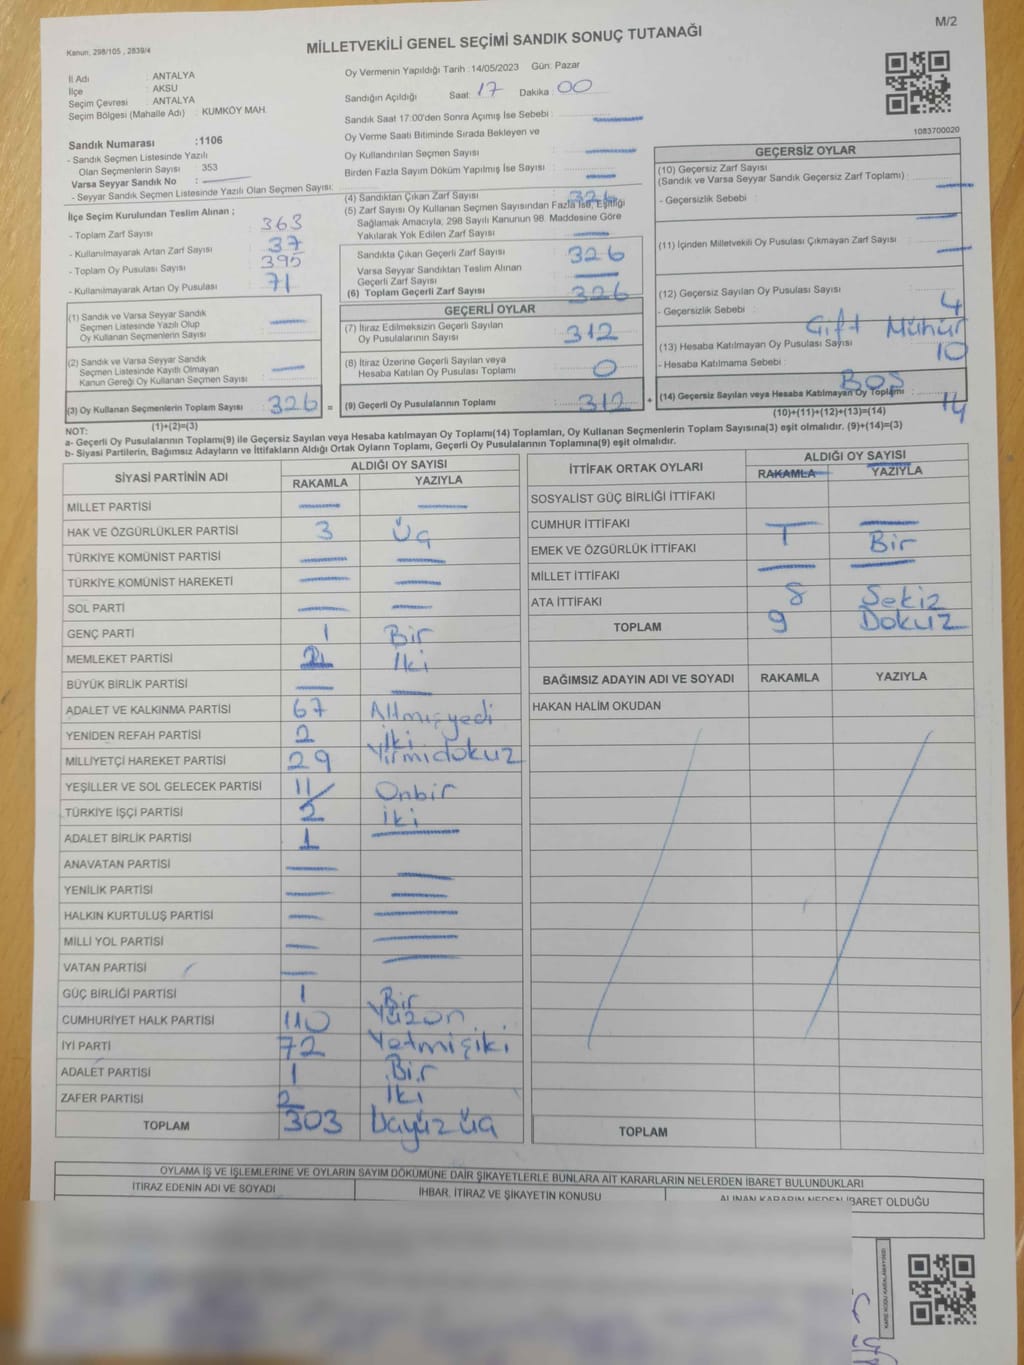 M/2
Kanun, 298/105 , 2839/4
MİLLETVEKİLİ GENEL SEÇİMİ SANDIK SONUÇ TUTANAĞI
İl Adı : ANTALYA
İlçe : AKSU
Seçim Çevresi : ANTALYA
Seçim Bölgesi (Mahalle Adı) : KUMKÖY MAH.
Oy Vermenin Yapıldığı Tarih :14/05/2023 Gün: Pazar
Sandığın Açıldığı Saat: 17 Dakika 00
Sandık Saat 17:00'den Sonra Açımış İse Sebebi :
Oy Verme Saati Bitiminde Sırada Bekleyen ve
Oy Kullandırılan Seçmen Sayısı
Birden Fazla Sayım Döküm Yapılmış İse Sayısı :
1083700020
Sandık Numarası :1106
- Sandık Seçmen Listesinde Yazılı
Olan Seçmenlerin Sayısı : 353
Varsa Seyyar Sandık No :
- Seyyar Sandık Seçmen Listesinde Yazılı Olan Seçmen Sayısı:
İlçe Seçim Kurulundan Teslim Alınan ;
- Toplam Zarf Sayısı : 363
- Kullanılmayarak Artan Zarf Sayısı : 37
- Toplam Oy Pusulası Sayısı : 395
- Kullanılmayarak Artan Oy Pusulası : 71
(1) Sandık ve Varsa Seyyar Sandık
Seçmen Listesinde Yazılı Olup
Oy Kullanan Seçmenlerin Sayısı
(2) Sandık ve Varsa Seyyar Sandık
Seçmen Listesinde Kayıtlı Olmayan
Kanun Gereği Oy Kullanan Seçmen Sayısı
(3) Oy Kullanan Seçmenlerin Toplam Sayısı : 326 =
(1)+(2)=(3)
(4) Sandıktan Çıkan Zarf Sayısı : 326
(5) Zarf Sayısı Oy Kullanan Seçmen Sayısından Fazla İse, Eşitliği
Sağlamak Amacıyla, 298 Sayılı Kanunun 98. Maddesine Göre
Yakılarak Yok Edilen Zarf Sayısı
Sandıkta Çıkan Geçerli Zarf Sayısı : 326
Varsa Seyyar Sandıktan Teslim Alınan
Geçerli Zarf Sayısı
(6) Toplam Geçerli Zarf Sayısı : 326
GEÇERLİ OYLAR
(7) İtiraz Edilmeksizin Geçerli Sayılan
Oy Pusulalarının Sayısı : 312
(8) İtiraz Üzerine Geçerli Sayılan veya
Hesaba Katılan Oy Pusulası Toplamı : 0
(9) Geçerli Oy Pusulalarının Toplamı : 312 +
GEÇERSİZ OYLAR
(10) Geçersiz Zarf Sayısı
(Sandık ve Varsa Seyyar Sandık Geçersiz Zarf Toplamı) :
- Geçersizlik Sebebi :
(11) İçinden Milletvekili Oy Pusulası Çıkmayan Zarf Sayısı
(12) Geçersiz Sayılan Oy Pusulası Sayısı : 4
- Geçersizlik Sebebi : Çift Mühür
(13) Hesaba Katılmayan Oy Pusulası Sayısı : 10
- Hesaba Katılmama Sebebi : BOŞ
(14) Geçersiz Sayılan veya Hesaba Katılmayan Oy Toplamı : 14
(10)+(11)+(12)+(13)=(14)
NOT:
a- Geçerli Oy Pusulalarının Toplamı(9) ile Geçersiz Sayılan veya Hesaba katılmayan Oy Toplamı(14) Toplamları, Oy Kullanan Seçmenlerin Toplam Sayısına(3) eşit olmalıdır. (9)+(14)=(3)
b- Siyasi Partilerin, Bağımsız Adayların ve İttifakların Aldığı Ortak Oyların Toplamı, Geçerli Oy Pusulalarının Toplamına(9) eşit olmalıdır.
SİYASİ PARTİNİN ADI ALDIĞI OY SAYISI
RAKAMLA YAZIYLA
MİLLET PARTİSİ
HAK VE ÖZGÜRLÜKLER PARTİSİ 3 Üç
TÜRKİYE KOMÜNİST PARTİSİ
TÜRKİYE KOMÜNİST HAREKETİ
SOL PARTİ
GENÇ PARTİ 1 Bir
MEMLEKET PARTİSİ 2 İki
BÜYÜK BİRLİK PARTİSİ
ADALET VE KALKINMA PARTİSİ 67 Altmışyedi
YENİDEN REFAH PARTİSİ 2 İki
MİLLİYETÇİ HAREKET PARTİSİ 29 Yirmidokuz
YEŞİLLER VE SOL GELECEK PARTİSİ 11 Onbir
TÜRKİYE İŞÇİ PARTİSİ 2 İki
ADALET BİRLİK PARTİSİ 1
ANAVATAN PARTİSİ
YENİLİK PARTİSİ
HALKIN KURTULUŞ PARTİSİ
MİLLİ YOL PARTİSİ
VATAN PARTİSİ
GÜÇ BİRLİĞİ PARTİSİ 1 Bir
CUMHURİYET HALK PARTİSİ 110 Yüzon
İYİ PARTİ 72 Yetmişiki
ADALET PARTİSİ 1 Bir
ZAFER PARTİSİ 2 İki
TOPLAM 303 üçyüz üç
İTTİFAK ORTAK OYLARI ALDIĞI OY SAYISI
RAKAMLA YAZIYLA
SOSYALİST GÜÇ BİRLİĞİ İTTİFAKI
CUMHUR İTTİFAKI
EMEK VE ÖZGÜRLÜK İTTİFAKI 1 Bir
MİLLET İTTİFAKI
ATA İTTİFAKI 8 Sekiz
TOPLAM 9 Dokuz
BAĞIMSIZ ADAYIN ADI VE SOYADI RAKAMLA YAZIYLA
HAKAN HALİM OKUDAN
TOPLAM
OYLAMA İŞ VE İŞLEMLERİNE VE OYLARIN SAYIM DÖKÜMÜNE DAİR ŞİKAYETLERLE BUNLARA AİT KARARLARIN NELERDEN İBARET BULUNDUKLARI
İTİRAZ EDENİN ADI VE SOYADI İHBAR, İTİRAZ VE ŞİKAYETİN KONUSU ALINAN KARARIN NEDEN İBARET OLDUĞU